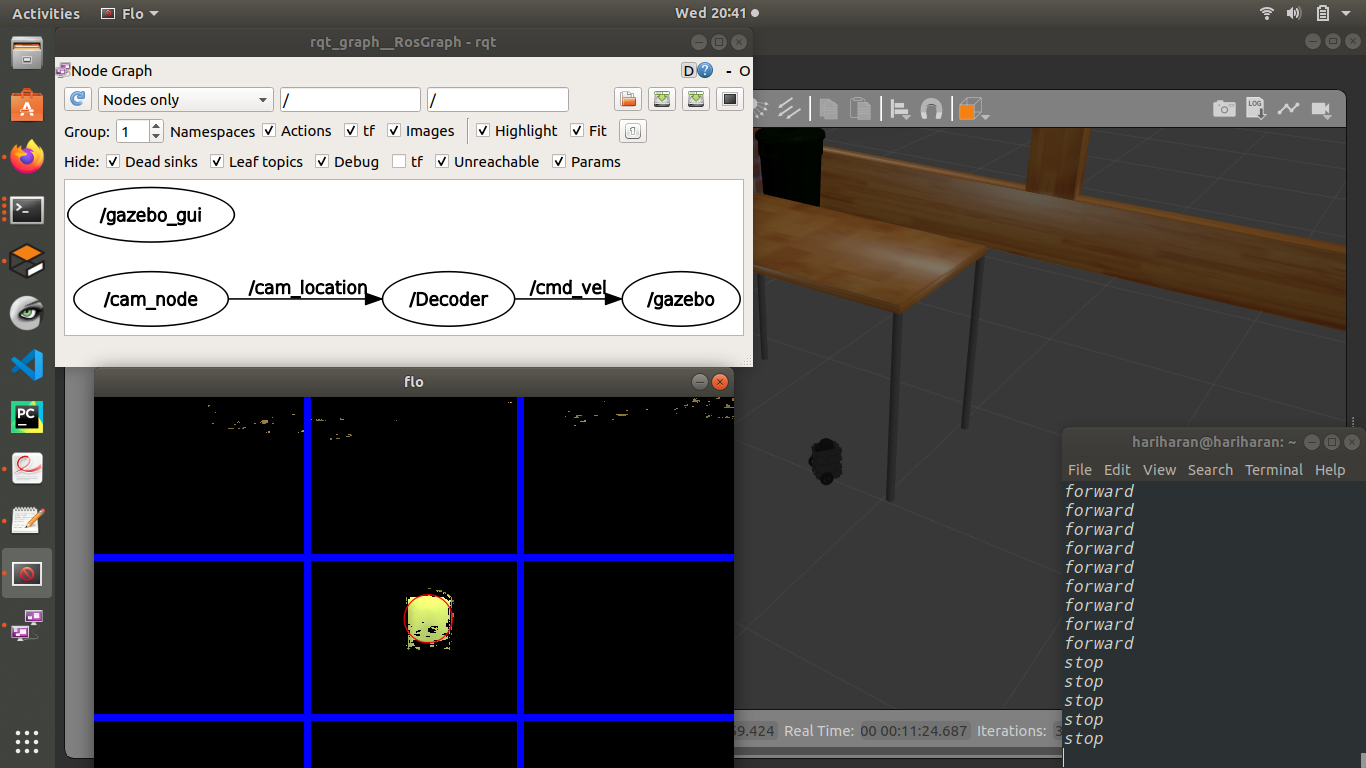 Activities Flo Wed 20:41
rqt_graph__RosGraph - rqt
Node Graph D ? - O
Nodes only / /
Group: 1 Namespaces Actions tf Images Highlight Fit
Hide: Dead sinks Leaf topics Debug tf Unreachable Params
/gazebo_gui
/cam_node /cam_location /Decoder /cmd_vel /gazebo
LOG
PC
flo
hariharan@hariharan: ~
File Edit View Search Terminal Help
forward
forward
forward
forward
forward
forward
forward
forward
forward
stop
stop
stop
stop
stop
9.424 Real Time: 00 00:11:24.687 Iterations: